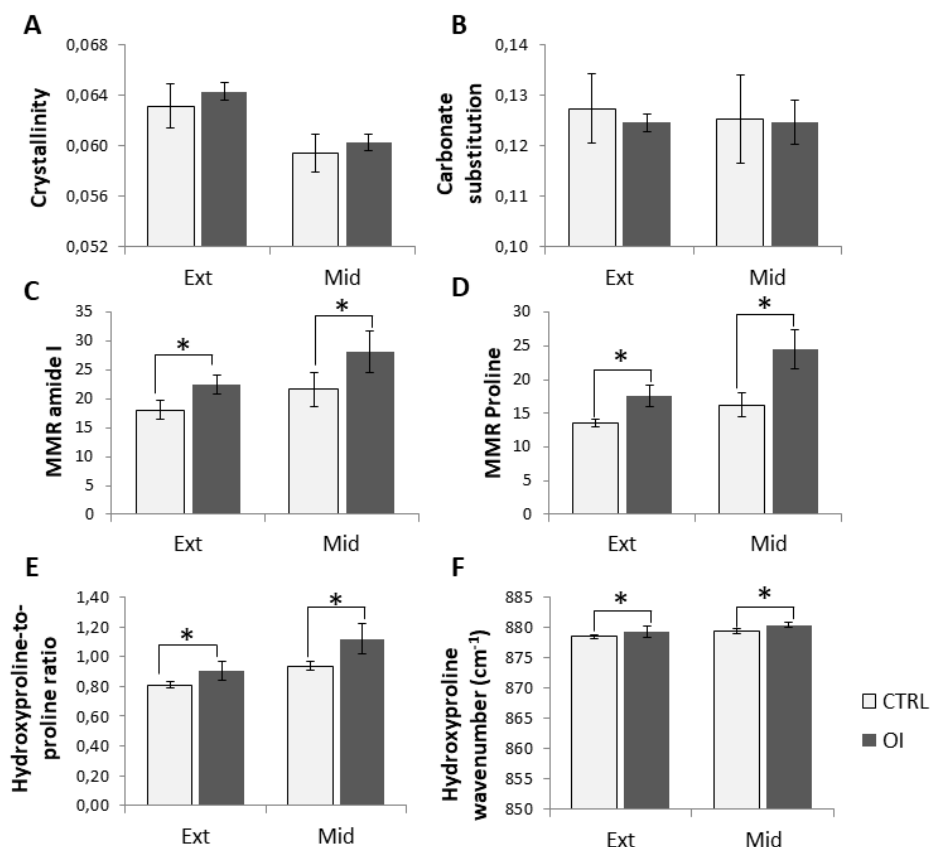 A
Crystallinity
0,068
0,064
0,060
0,056
0,052
Ext Mid
B
Carbonate
substitution
0,14
0,13
0,12
0,11
0,10
Ext Mid
C
MMR amide I
35
30
25
20
15
10
5
0
* *
Ext Mid
D
MMR Proline
30
25
20
15
10
5
0
* *
Ext Mid
E
Hydroxyproline-to-
proline ratio
1,40
1,20
1,00
0,80
0,60
0,40
0,20
0,00
* *
Ext Mid
F
Hydroxyproline
wavenumber (cm⁻¹)
885
880
875
870
865
860
855
850
* *
Ext Mid
CTRL
OI